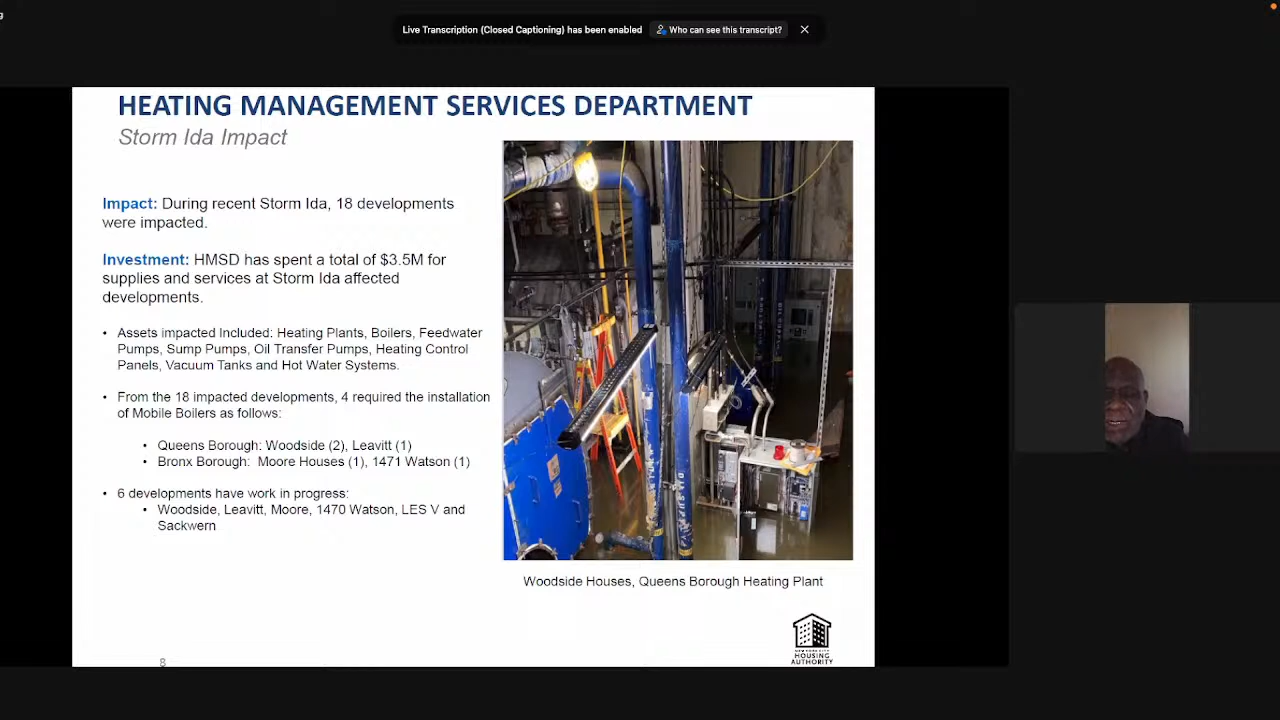 Live Transcription (Closed Captioning) has been enabled
Who can see this transcript?
HEATING MANAGEMENT SERVICES DEPARTMENT
Storm Ida Impact
Impact: During recent Storm Ida, 18 developments
were impacted.
Investment: HMSD has spent a total of $3.5M for
supplies and services at Storm Ida affected
developments.
• Assets impacted Included: Heating Plants, Boilers, Feedwater
Pumps, Sump Pumps, Oil Transfer Pumps, Heating Control
Panels, Vacuum Tanks and Hot Water Systems.
• From the 18 impacted developments, 4 required the installation
of Mobile Boilers as follows:
• Queens Borough: Woodside (2), Leavitt (1)
• Bronx Borough: Moore Houses (1), 1471 Watson (1)
• 6 developments have work in progress:
• Woodside, Leavitt, Moore, 1470 Watson, LES V and
Sackwern
Woodside Houses, Queens Borough Heating Plant
NEW YORK CITY
HOUSING
AUTHORITY
8